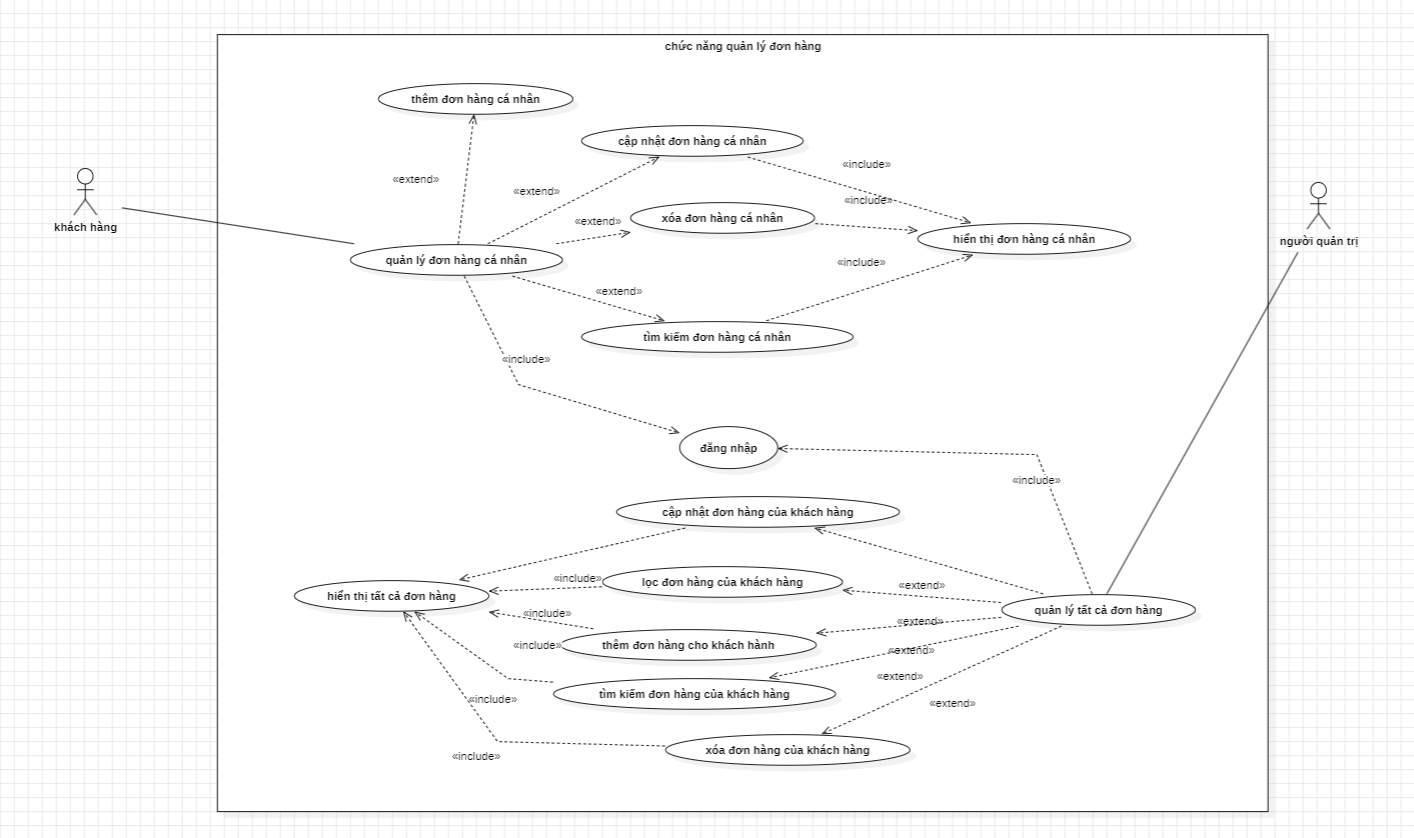 chức năng quản lý đơn hàng
thêm đơn hàng cá nhân
cập nhật đơn hàng cá nhân
«include»
«extend»
«extend»
«include»
khách hàng
«extend»
xóa đơn hàng cá nhân
hiển thị đơn hàng cá nhân
người quản trị
quản lý đơn hàng cá nhân
«include»
«extend»
tìm kiếm đơn hàng cá nhân
«include»
đăng nhập
«include»
cập nhật đơn hàng của khách hàng
«include»
lọc đơn hàng của khách hàng
«extend»
hiển thị tất cả đơn hàng
quản lý tất cả đơn hàng
«include»
«extend»
«include»
thêm đơn hàng cho khách hành
«extend»
«extend»
tìm kiếm đơn hàng của khách hàng
«include»
«extend»
xóa đơn hàng của khách hàng
«include»